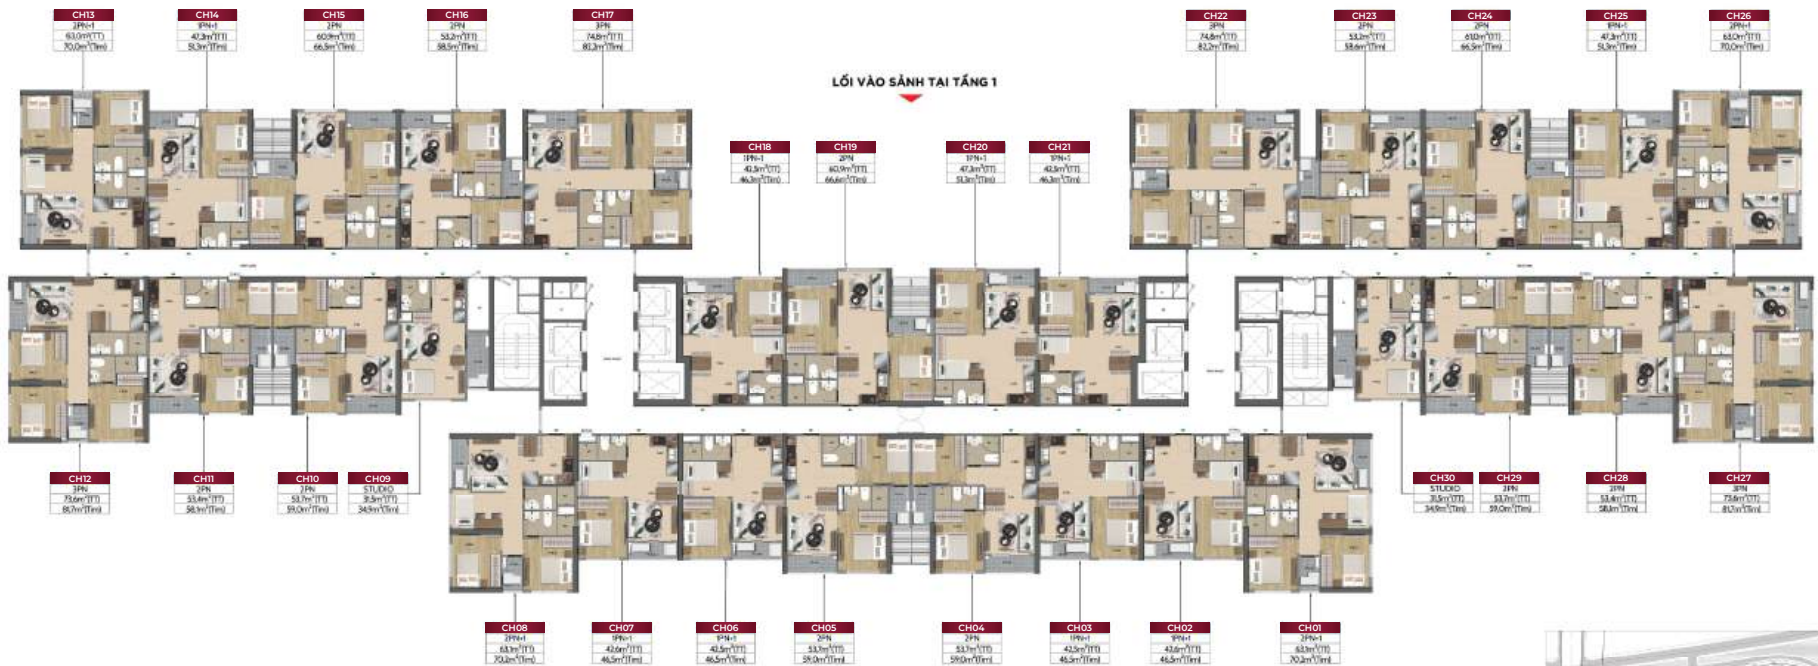 CH13
2PN+1
63,0m²(TT)
70,0m²(Tim)
CH14
1PN+1
47,3m²(TT)
51,3m²(Tim)
CH15
2PN
60,9m²(TT)
66,5m²(Tim)
CH16
2PN
53,2m²(TT)
58,5m²(Tim)
CH17
3PN
74,8m²(TT)
82,2m²(Tim)
CH22
3PN
74,8m²(TT)
82,2m²(Tim)
CH23
2PN
53,2m²(TT)
58,6m²(Tim)
CH24
2PN
61,0m²(TT)
66,5m²(Tim)
CH25
1PN+1
47,3m²(TT)
51,3m²(Tim)
CH26
2PN+1
63,0m²(TT)
70,0m²(Tim)
LỐI VÀO SẢNH TẠI TẦNG 1
CH18
1PN+1
42,5m²(TT)
46,3m²(Tim)
CH19
2PN
60,9m²(TT)
66,6m²(Tim)
CH20
1PN+1
47,3m²(TT)
51,3m²(Tim)
CH21
1PN+1
42,5m²(TT)
46,3m²(Tim)
CH12
3PN
73,6m²(TT)
81,7m²(Tim)
CH11
2PN
53,4m²(TT)
58,1m²(Tim)
CH10
2PN
53,7m²(TT)
59,0m²(Tim)
CH09
STUDIO
31,5m²(TT)
34,9m²(Tim)
CH30
STUDIO
31,5m²(TT)
34,9m²(Tim)
CH29
2PN
53,7m²(TT)
59,0m²(Tim)
CH28
2PN
53,4m²(TT)
58,1m²(Tim)
CH27
3PN
73,6m²(TT)
81,7m²(Tim)
CH08
2PN+1
63,1m²(TT)
70,2m²(Tim)
CH07
1PN+1
42,6m²(TT)
46,5m²(Tim)
CH06
1PN+1
42,5m²(TT)
46,5m²(Tim)
CH05
2PN
53,7m²(TT)
59,0m²(Tim)
CH04
2PN
53,7m²(TT)
59,0m²(Tim)
CH03
1PN+1
42,5m²(TT)
46,5m²(Tim)
CH02
1PN+1
42,6m²(TT)
46,5m²(Tim)
CH01
2PN+1
63,1m²(TT)
70,2m²(Tim)